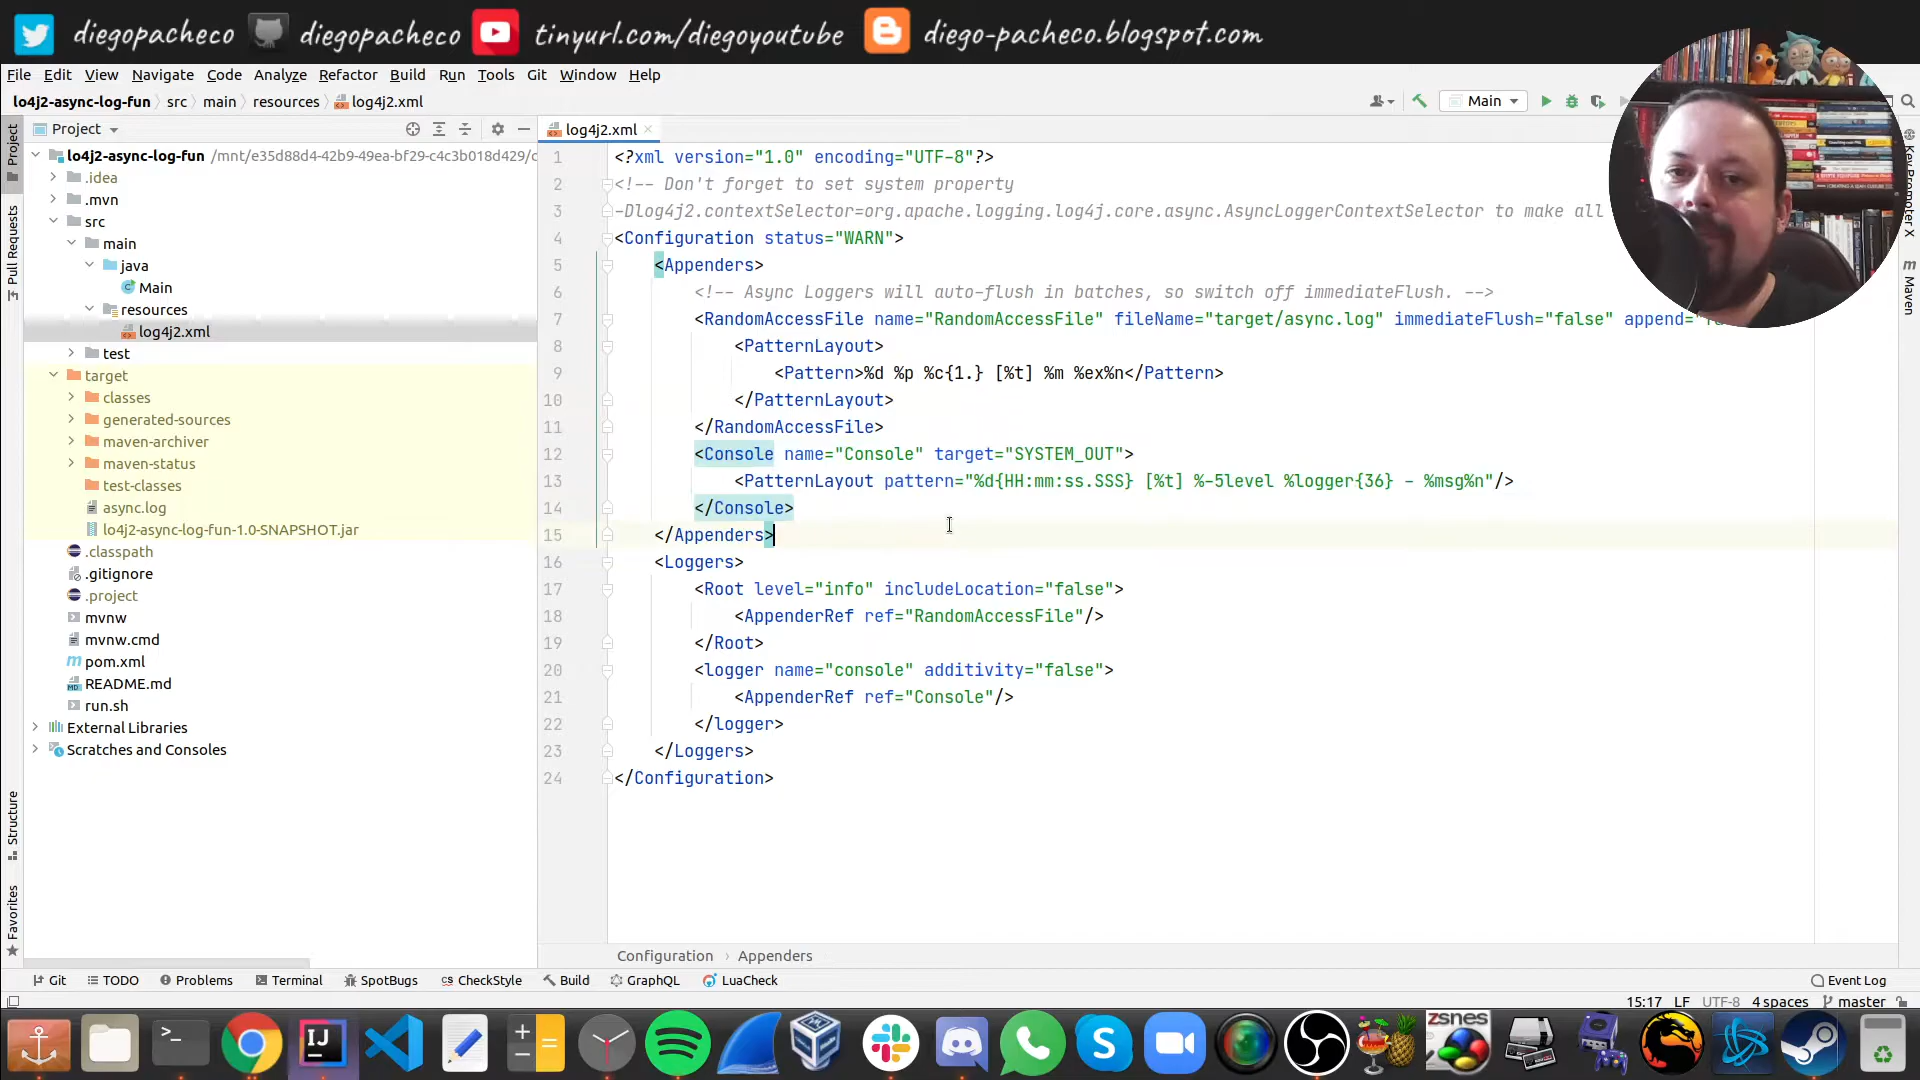 diegopacheco diegopacheco tinyurl.com/diegoyoutube diego-pacheco.blogspot.com
File Edit View Navigate Code Analyze Refactor Build Run Tools Git Window Help
lo4j2-async-log-fun src main resources log4j2.xml
Main
Project
log4j2.xml
lo4j2-async-log-fun /mnt/e35d88d4-42b9-49ea-bf29-c4c3b018d429/
.idea
.mvn
src
main
java
Main
resources
log4j2.xml
test
target
classes
generated-sources
maven-archiver
maven-status
test-classes
async.log
lo4j2-async-log-fun-1.0-SNAPSHOT.jar
.classpath
.gitignore
.project
mvnw
mvnw.cmd
pom.xml
README.md
run.sh
External Libraries
Scratches and Consoles
Project
Pull Requests
Structure
Favorites
1 <?xml version="1.0" encoding="UTF-8"?>
2 <!-- Don't forget to set system property
3 -Dlog4j2.contextSelector=org.apache.logging.log4j.core.async.AsyncLoggerContextSelector to make all
4 <Configuration status="WARN">
5 <Appenders>
6 <!-- Async Loggers will auto-flush in batches, so switch off immediateFlush. -->
7 <RandomAccessFile name="RandomAccessFile" fileName="target/async.log" immediateFlush="false" append="
8 <PatternLayout>
9 <Pattern>%d %p %c{1.} [%t] %m %ex%n</Pattern>
10 </PatternLayout>
11 </RandomAccessFile>
12 <Console name="Console" target="SYSTEM_OUT">
13 <PatternLayout pattern="%d{HH:mm:ss.SSS} [%t] %-5level %logger{36} - %msg%n"/>
14 </Console>
15 </Appenders>
16 <Loggers>
17 <Root level="info" includeLocation="false">
18 <AppenderRef ref="RandomAccessFile"/>
19 </Root>
20 <logger name="console" additivity="false">
21 <AppenderRef ref="Console"/>
22 </logger>
23 </Loggers>
24 </Configuration>
Key Promoter X
Maven
Configuration Appenders
Git TODO Problems Terminal SpotBugs CheckStyle Build GraphQL LuaCheck Event Log
15:17 LF UTF-8 4 spaces master
zsnes